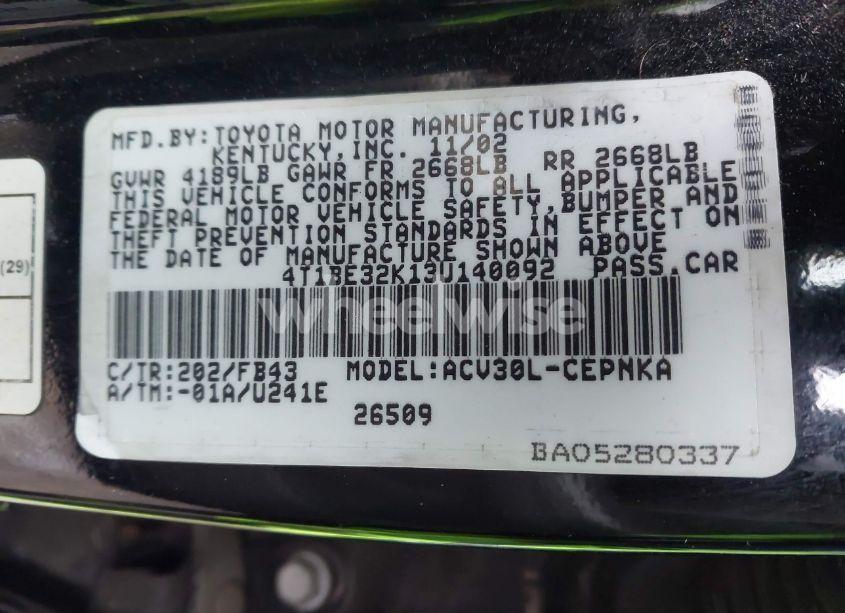 MFD.BY:TOYOTA MOTOR MANUFACTURING,
KENTUCKY,INC. 11/02
GVWR 4189LB GAWR FR 2668LB RR 2668LB
THIS VEHICLE CONFORMS TO ALL APPLICABLE
FEDERAL MOTOR VEHICLE SAFETY,BUMPER AND
THEFT PREVENTION STANDARDS IN EFFECT ON
THE DATE OF MANUFACTURE SHOWN ABOVE
4T1BE32K13U140092 PASS.CAR
wheelwise
C/TR:202/FB43 MODEL:ACV30L-CEPNKA
A/TM:-01A/U241E
26509
BA05280337
(29)